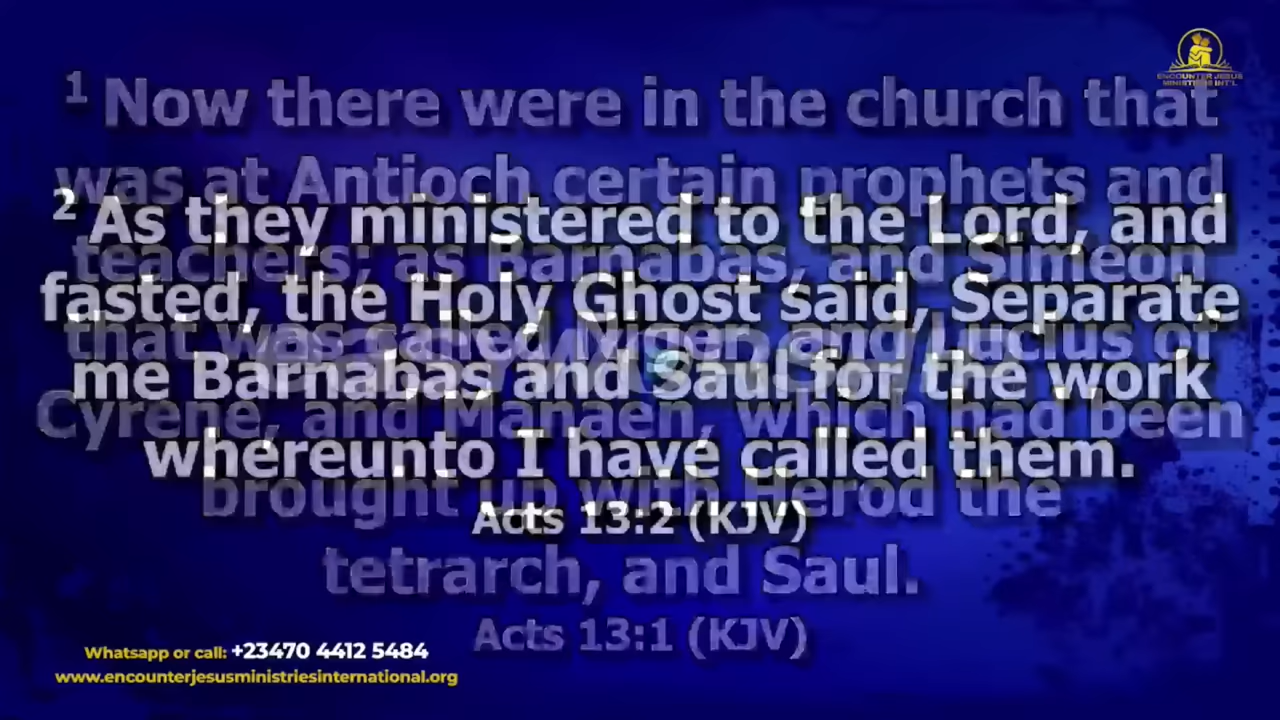 ENCOUNTER JESUS
MINISTRIES INT'L
1 Now there were in the church that
was at Antioch certain prophets and
teachers; as Barnabas, and Simeon
that was called Niger, and Lucius of
Cyrene, and Manaen, which had been
brought up with Herod the
tetrarch, and Saul.
Acts 13:1 (KJV)
2 As they ministered to the Lord, and
fasted, the Holy Ghost said, Separate
me Barnabas and Saul for the work
whereunto I have called them.
Acts 13:2 (KJV)
Whatsapp or call: +23470 4412 5484
www.encounterjesusministriesinternational.org